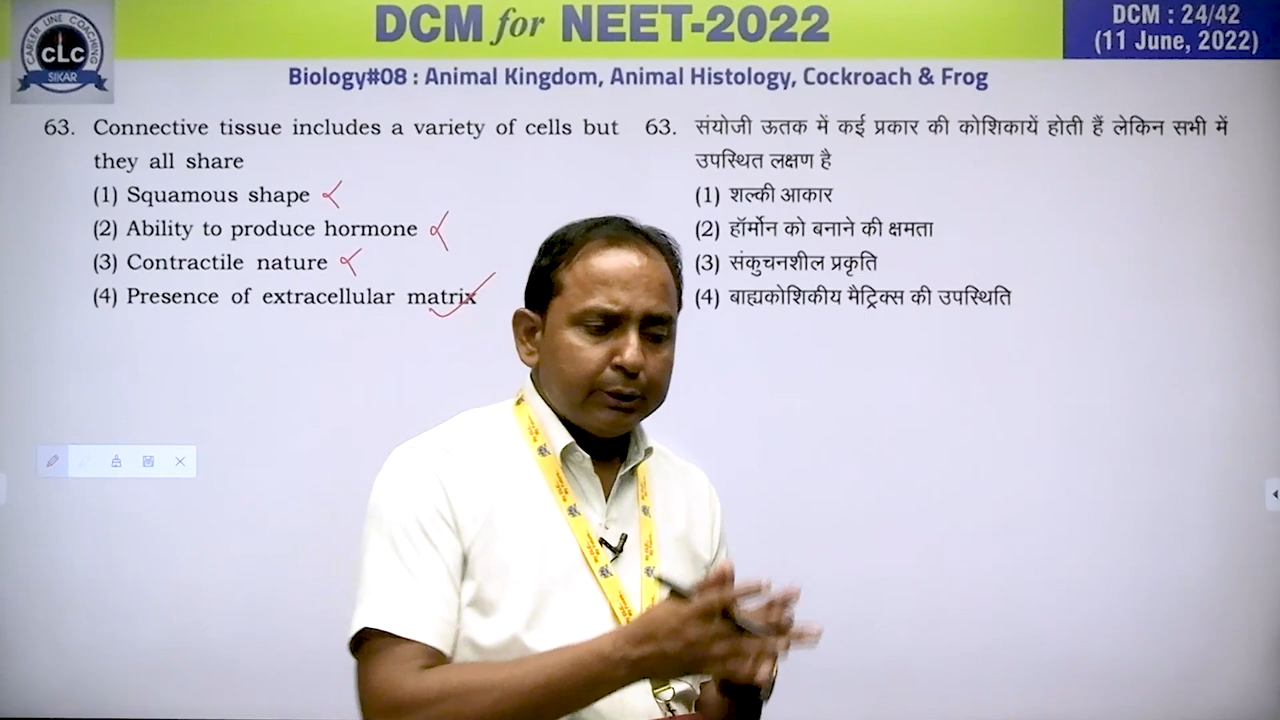 DCM for NEET-2022
DCM : 24/42
(11 June, 2022)
CAREER LINE COACHING
CLC
SIKAR
Biology#08 : Animal Kingdom, Animal Histology, Cockroach & Frog
63. Connective tissue includes a variety of cells but
they all share
(1) Squamous shape
(2) Ability to produce hormone
(3) Contractile nature
(4) Presence of extracellular matrix
63. संयोजी ऊतक में कई प्रकार की कोशिकायें होती हैं लेकिन सभी में
उपस्थित लक्षण है
(1) शल्की आकार
(2) हॉर्मोन को बनाने की क्षमता
(3) संकुचनशील प्रकृति
(4) बाह्यकोशिकीय मैट्रिक्स की उपस्थिति